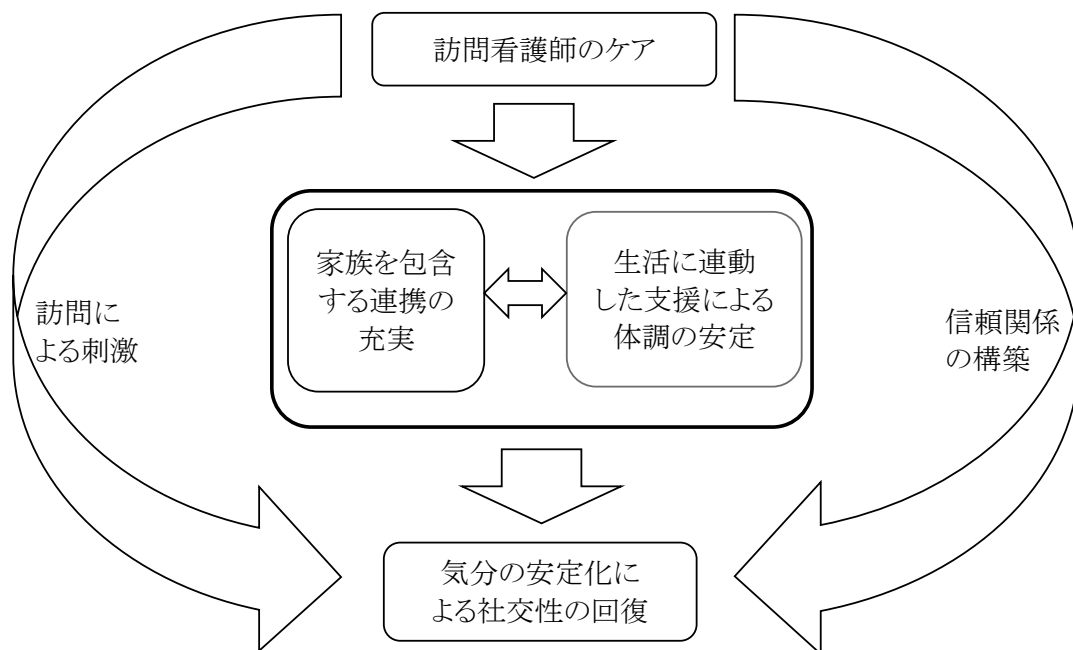 訪問看護師のケア
家族を包含
する連携の
充実
生活に連動
した支援による
体調の安定
訪問に
よる刺激
信頼関係
の構築
気分の安定化に
よる社交性の回復